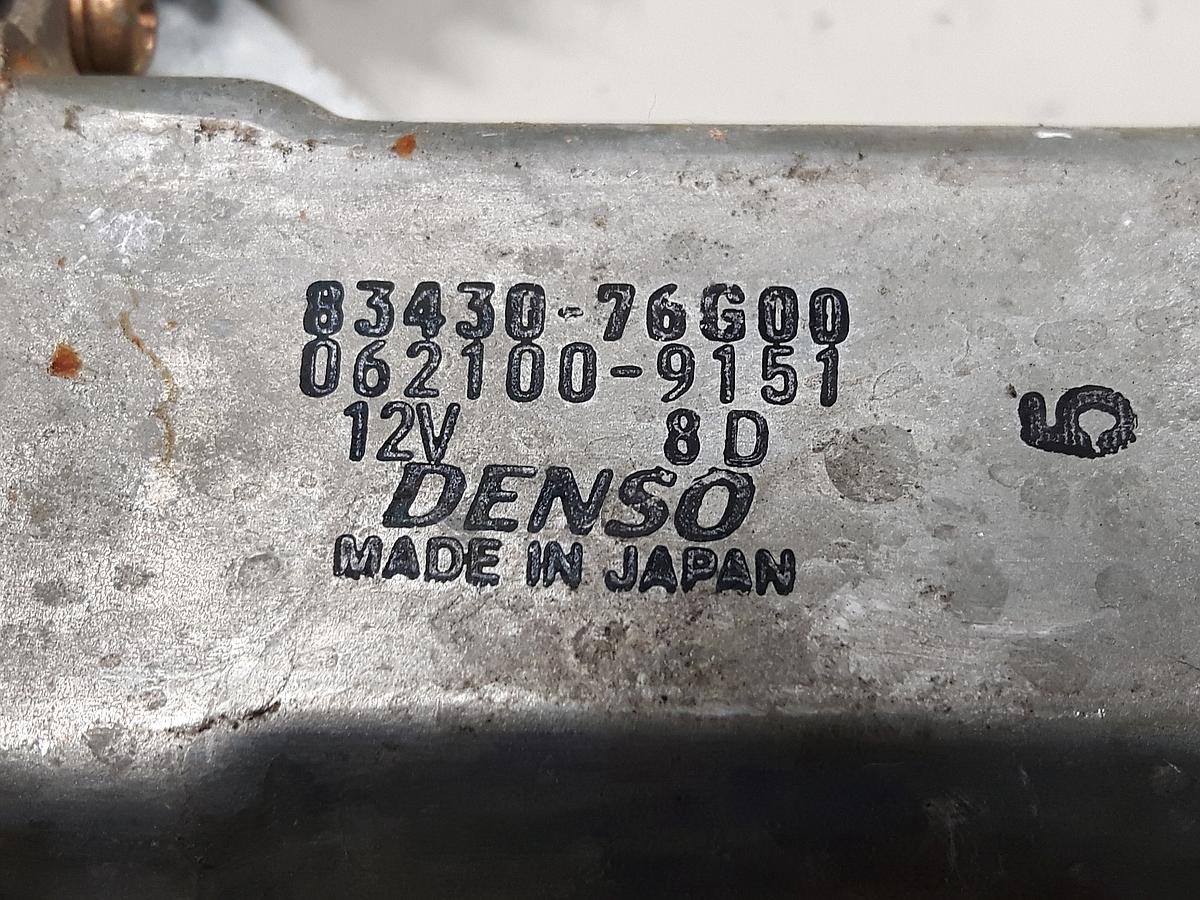 83430-76G00
062100-9151
12V 8D
DENSO
MADE IN JAPAN
5